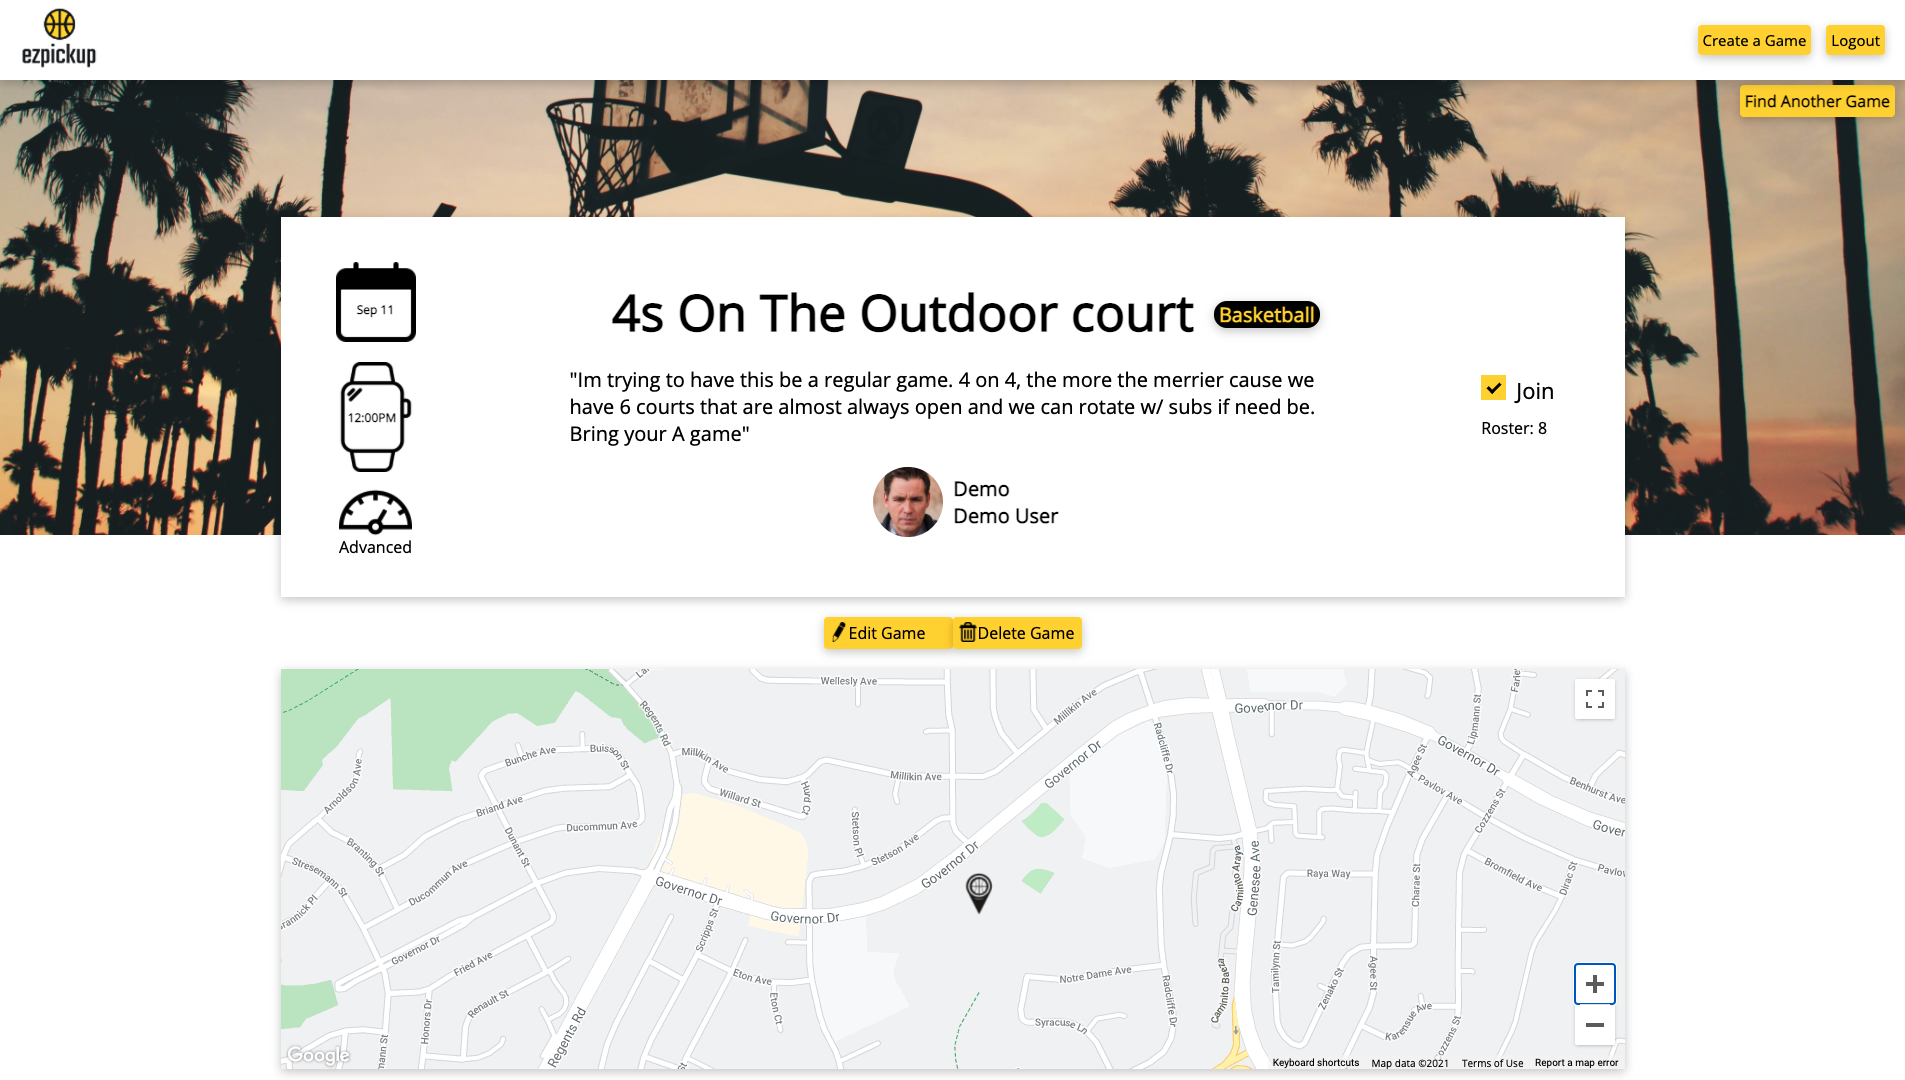 ezpickup
Create a Game
Logout
Find Another Game
Sep 11
4s On The Outdoor court
Basketball
12:00PM
"Im trying to have this be a regular game. 4 on 4, the more the merrier cause we
have 6 courts that are almost always open and we can rotate w/ subs if need be.
Bring your A game"
Join
Roster: 8
Demo
Demo User
Advanced
Edit Game
Delete Game
Wellesly Ave
Regents Rd
Millikin Ave
Governor Dr
Lipmann St
Radcliffe Dr
Governor Dr
Agee St
Benhurst Ave
Bunche Ave
Buisson St
Millikin Ave
Millikin Ave
Governor Dr
Arnoldson Ave
Willard St
Hurd Ct
Pavlov Ave
Cozzens St
Briand Ave
Ducommun Ave
Dunant St
Stetson Pl
Stetson Ave
Branting St
Ducommun Ave
Stresemann St
Governor Dr
Governor Dr
Governor Dr
Caminito Araya
Genesee Ave
Raya Way
Charae St
Bromfield Ave
Dirac St
Governor Dr
Scripps St
Fried Ave
Eton Ave
Eton Ct
Notre Dame Ave
Radcliffe Dr
Tamilynn St
Agee St
Zenako St
Renault St
Honors Dr
Regents Rd
Syracuse Ln
Caminito Baeza
Karensue Ave
Google
Keyboard shortcuts
Map data ©2021
Terms of Use
Report a map error